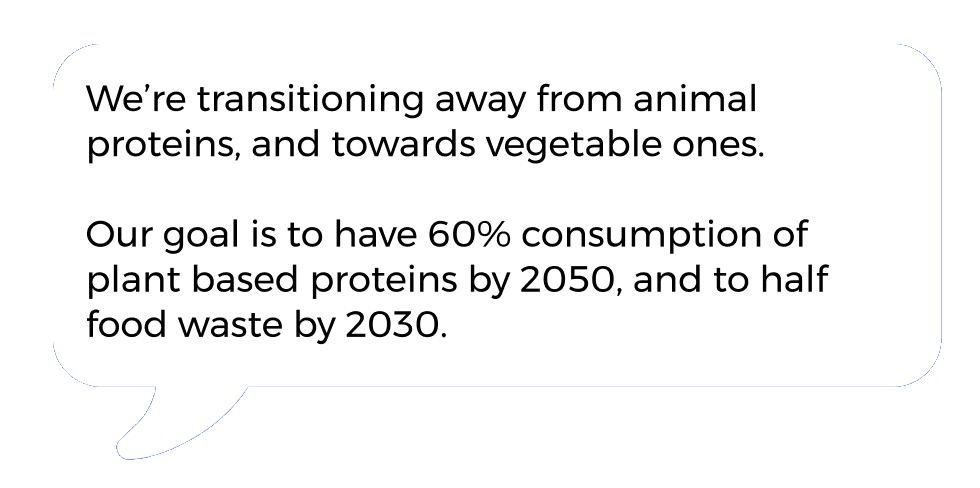 We’re transitioning away from animal
proteins, and towards vegetable ones.
Our goal is to have 60% consumption of
plant based proteins by 2050, and to half
food waste by 2030.